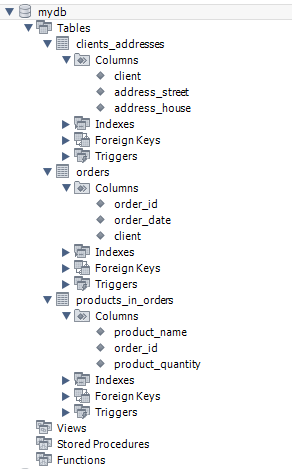 mydb
Tables
clients_addresses
Columns
client
address_street
address_house
Indexes
Foreign Keys
Triggers
orders
Columns
order_id
order_date
client
Indexes
Foreign Keys
Triggers
products_in_orders
Columns
product_name
order_id
product_quantity
Indexes
Foreign Keys
Triggers
Views
Stored Procedures
Functions